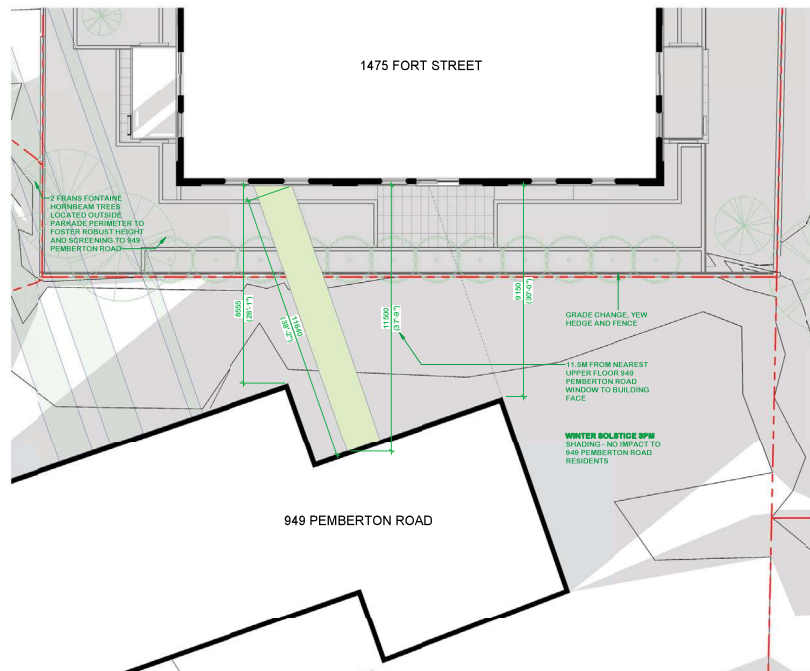 1475 FORT STREET
2 FRANS FONTAINE
HORNBEAM TREES
LOCATED OUTSIDE
PARKADE PERIMETER TO
FOSTER ROBUST HEIGHT
AND SCREENING TO 949
PEMBERTON ROAD
8555
(28'-1")
11640
(38'-2")
11500
(37'-9")
9150
(30'-0")
GRADE CHANGE, YEW
HEDGE AND FENCE
11.5M FROM NEAREST
UPPER FLOOR 949
PEMBERTON ROAD
WINDOW TO BUILDING
FACE
WINTER SOLSTICE 3PM
SHADING - NO IMPACT TO
949 PEMBERTON ROAD
RESIDENTS
949 PEMBERTON ROAD